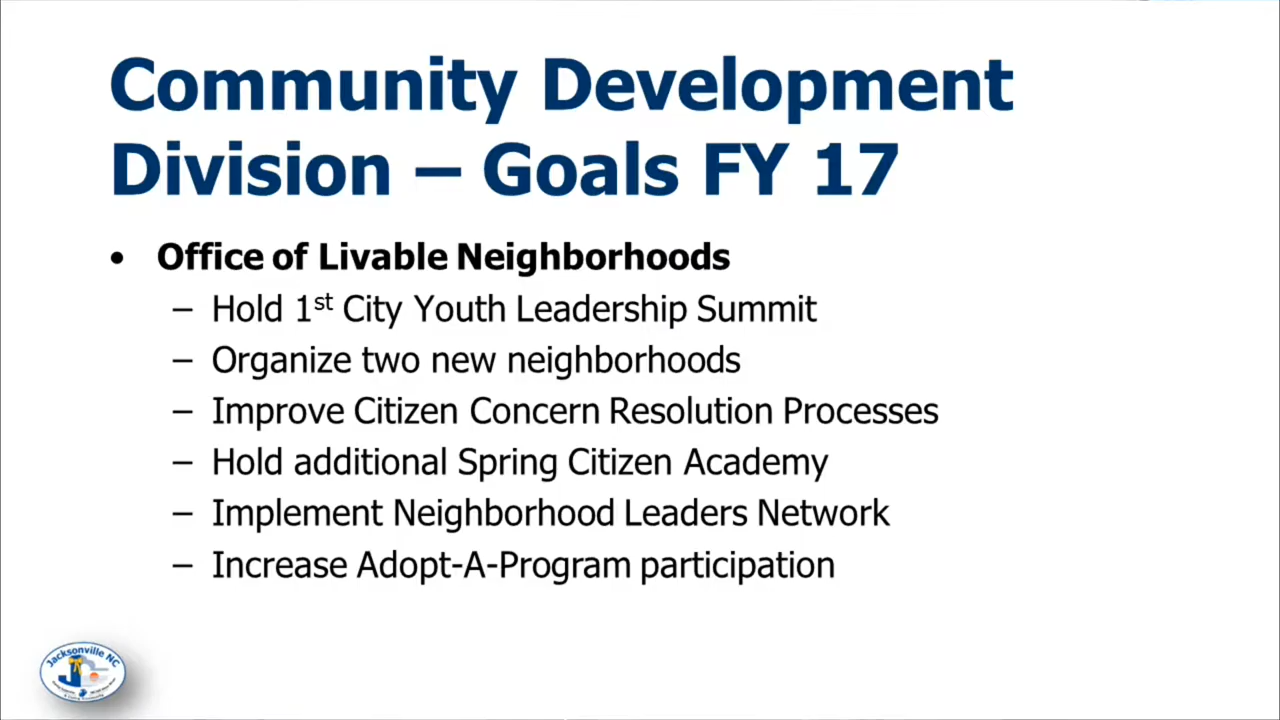 Community Development
Division – Goals FY 17
• Office of Livable Neighborhoods
– Hold 1st City Youth Leadership Summit
– Organize two new neighborhoods
– Improve Citizen Concern Resolution Processes
– Hold additional Spring Citizen Academy
– Implement Neighborhood Leaders Network
– Increase Adopt-A-Program participation
Jacksonville NC